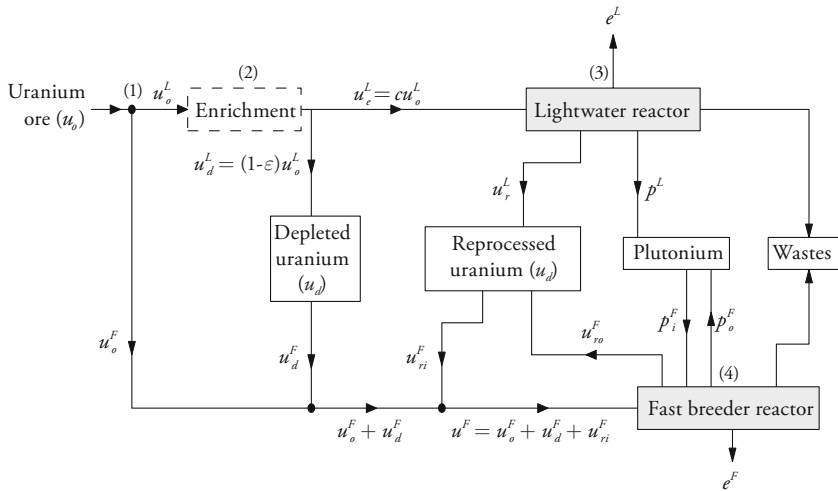 e^L
(1)
(2)
(3)
Uranium
ore (u_o)
u_o^L
Enrichment
u_e^L = cu_o^L
Lightwater reactor
u_d^L = (1-ε)u_o^L
u_r^L
p^L
Depleted
uranium
(u_d)
Reprocessed
uranium (u_d)
Plutonium
Wastes
u_o^F
u_d^F
u_ri^F
u_ro^F
p_i^F
p_o^F
(4)
Fast breeder reactor
u_o^F + u_d^F
u^F = u_o^F + u_d^F + u_ri^F
e^F